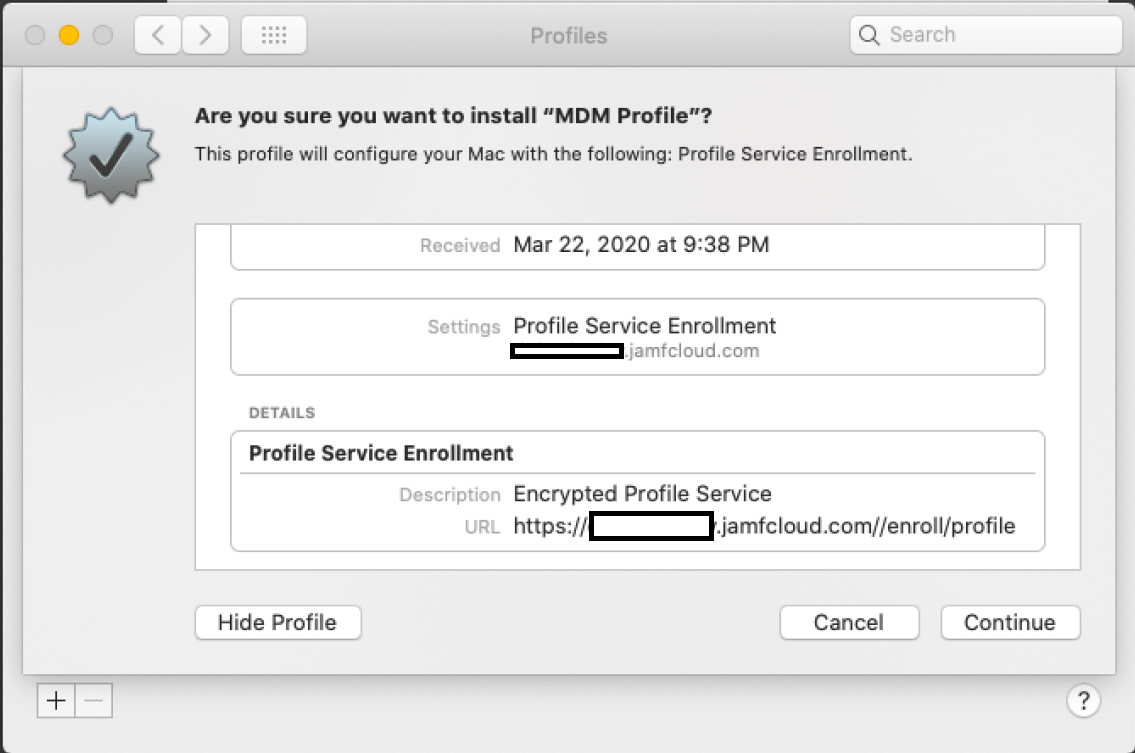 Profiles
Search
Are you sure you want to install “MDM Profile”?
This profile will configure your Mac with the following: Profile Service Enrollment.
Received Mar 22, 2020 at 9:38 PM
Settings Profile Service Enrollment
.jamfcloud.com
DETAILS
Profile Service Enrollment
Description Encrypted Profile Service
URL https:// .jamfcloud.com//enroll/profile
Hide Profile Cancel Continue
+ − ?